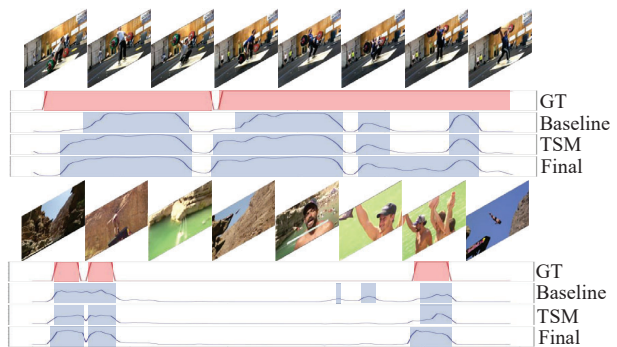 GT
Baseline
TSM
Final
GT
Baseline
TSM
Final